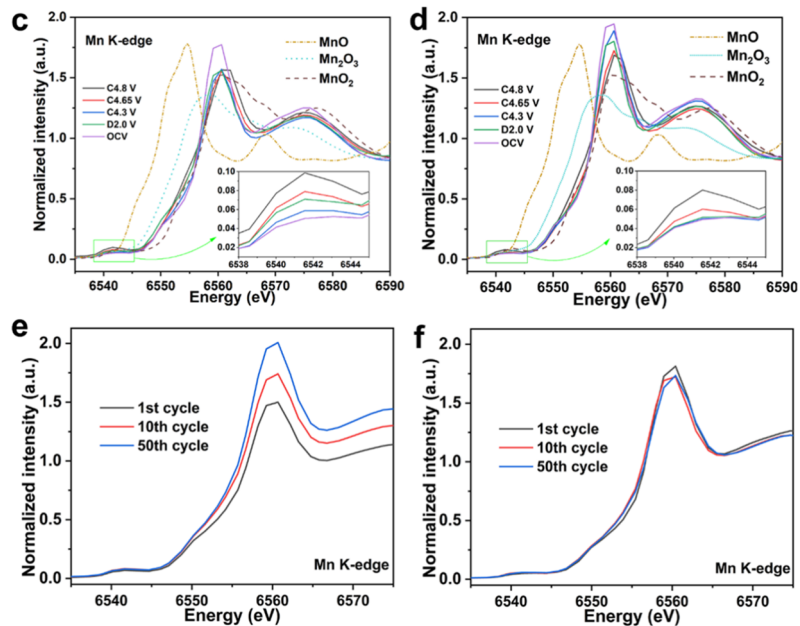 c
Mn K-edge
MnO
Mn₂O₃
MnO₂
C4.8 V
C4.65 V
C4.3 V
D2.0 V
OCV
Normalized intensity (a.u.)
2.0
1.5
1.0
0.5
0.0
0.10
0.08
0.06
0.04
0.02
6538 6540 6542 6544
6540 6550 6560 6570 6580 6590
Energy (eV)
d
Mn K-edge
MnO
Mn₂O₃
MnO₂
C4.8 V
C4.65 V
C4.3 V
D2.0 V
OCV
Normalized intensity (a.u.)
2.0
1.5
1.0
0.5
0.0
0.10
0.08
0.06
0.04
0.02
6538 6540 6542 6544
6540 6550 6560 6570 6580 6590
Energy (eV)
e
Normalized intensity (a.u.)
2.0
1.5
1.0
0.5
0.0
1st cycle
10th cycle
50th cycle
Mn K-edge
6540 6550 6560 6570
Energy (eV)
f
Normalized intensity (a.u.)
2.0
1.5
1.0
0.5
0.0
1st cycle
10th cycle
50th cycle
Mn K-edge
6540 6550 6560 6570
Energy (eV)